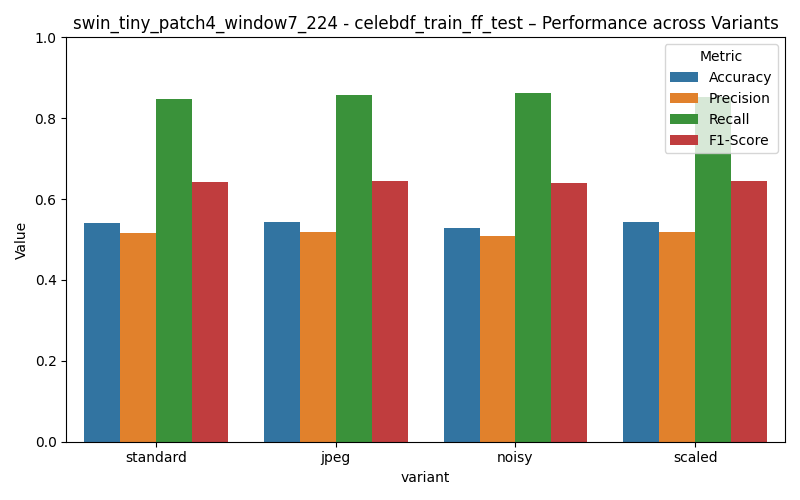 swin_tiny_patch4_window7_224 - celebdf_train_ff_test – Performance across Variants
Metric
Accuracy
Precision
Recall
F1-Score
Value
1.0
0.8
0.6
0.4
0.2
0.0
standard
jpeg
noisy
scaled
variant